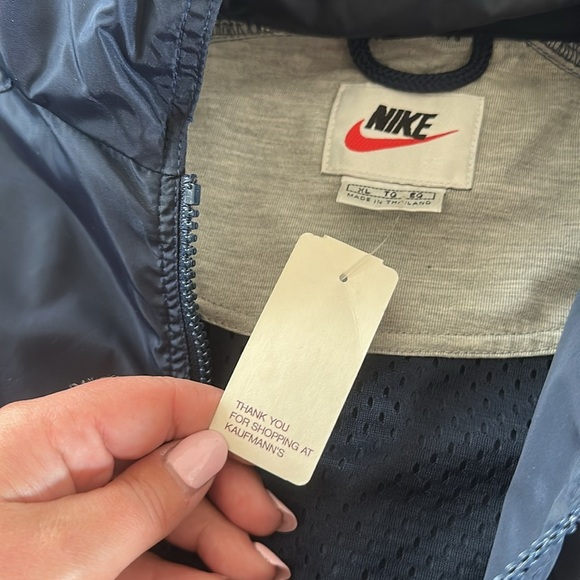 NIKE
XL TG EG
MADE IN THAILAND
THANK YOU
FOR SHOPPING AT
KAUFMANN'S